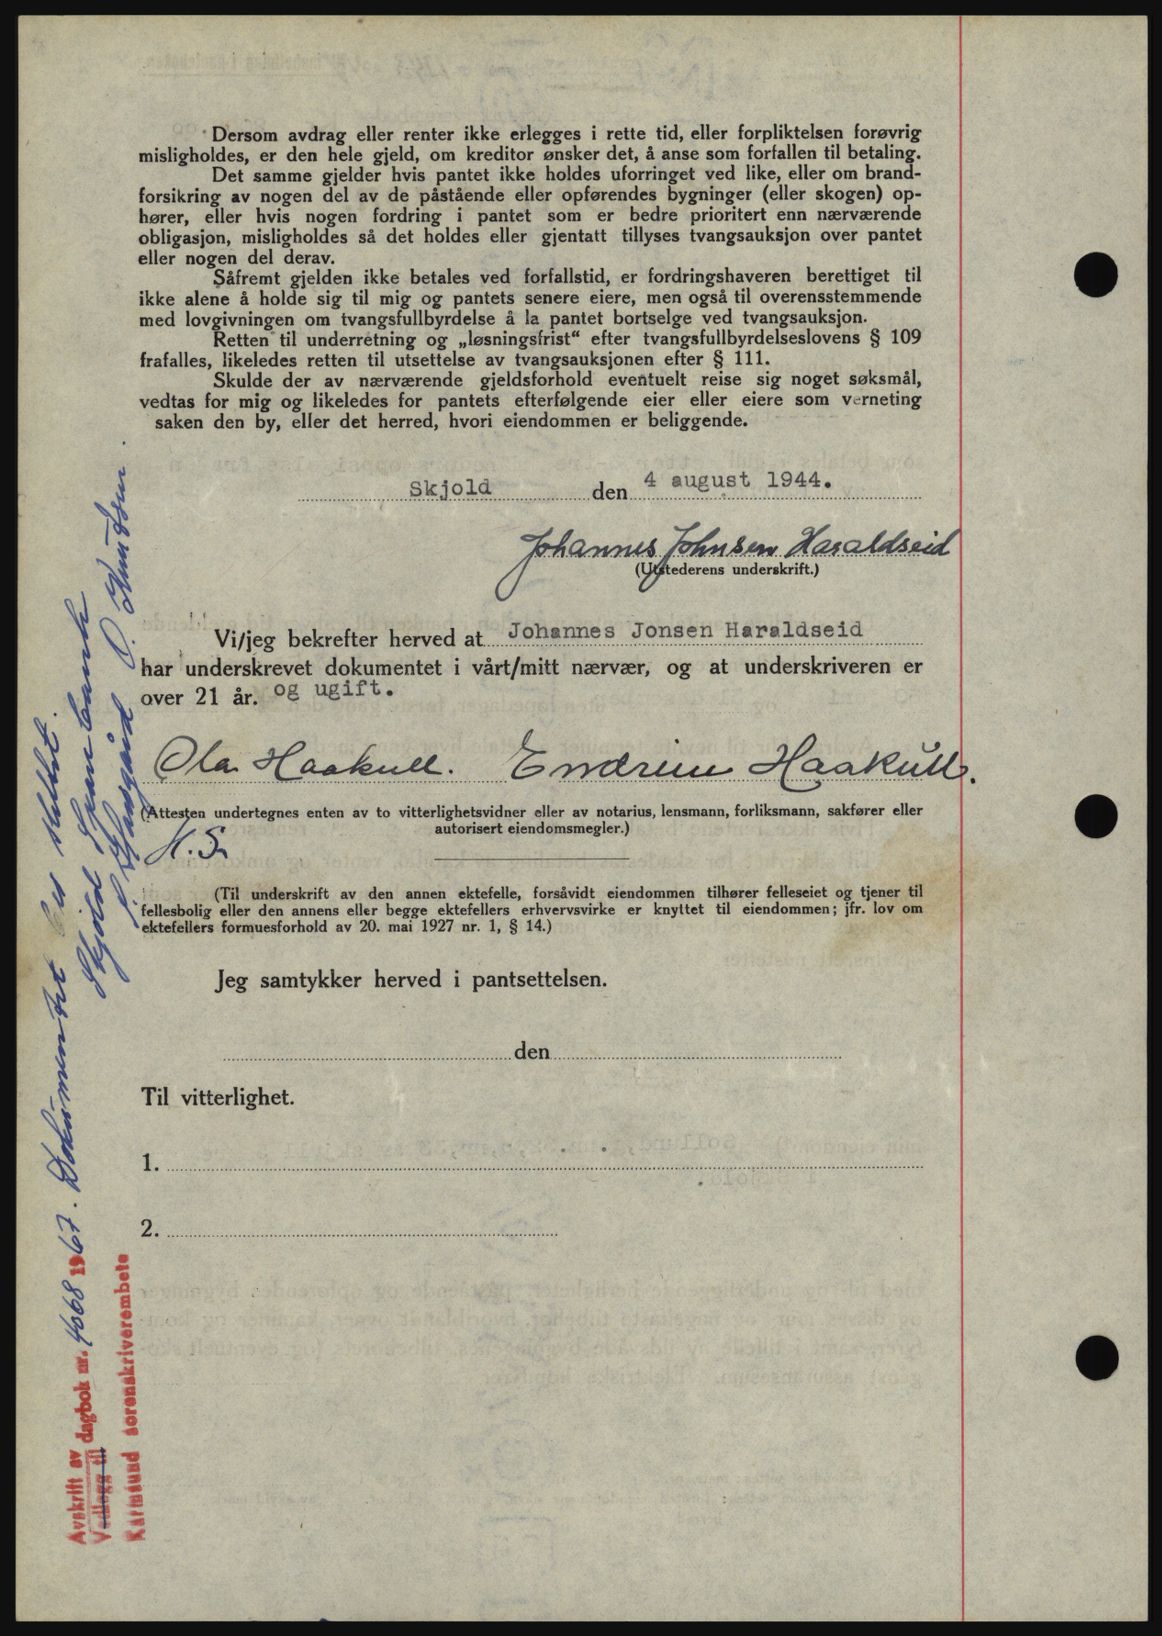 Dersom avdrag eller renter ikke erlegges i rette tid, eller forpliktelsen forøvrig
misligholdes, er den hele gjeld, om kreditor ønsker det, å anse som forfallen til betaling.
Det samme gjelder hvis pantet ikke holdes uforringet ved like, eller om brand-
forsikring av nogen del av de påstående eller opførendes bygninger (eller skogen) op-
hører, eller hvis nogen fordring i pantet som er bedre prioritert enn nærværende
obligasjon, misligholdes så det holdes eller gjentatt tillyses tvangsauksjon over pantet
eller nogen del derav.
Såfremt gjelden ikke betales ved forfallstid, er fordringshaveren berettiget til
ikke alene å holde sig til mig og pantets senere eiere, men også til overensstemmende
med lovgivningen om tvangsfullbyrdelse å la pantet bortselge ved tvangsauksjon.
Retten til underretning og „løsningsfrist“ efter tvangsfullbyrdelseslovens § 109
frafalles, likeledes retten til utsettelse av tvangsauksjonen efter § 111.
Skulde der av nærværende gjeldsforhold eventuelt reise sig noget søksmål,
vedtas for mig og likeledes for pantets efterfølgende eier eller eiere som verneting
saken den by, eller det herred, hvori eiendommen er beliggende.
Skjold den 4 august 1944.
Johannes Johnsen Haraldseid
(Utstederens underskrift.)
Vi/jeg bekrefter herved at Johannes Jonsen Haraldseid
har underskrevet dokumentet i vårt/mitt nærvær, og at underskriveren er
over 21 år. og ugift.
Ola Haakull. Endrine Haakull.
(Attesten undertegnes enten av to vitterlighetsvidner eller av notarius, lensmann, forliksmann, sakfører eller
autorisert eiendomsmegler.)
H. S.
(Til underskrift av den annen ektefelle, forsåvidt eiendommen tilhører felleseiet og tjener til
fellesbolig eller den annens eller begge ektefellers erhvervsvirke er knyttet til eiendommen; jfr. lov om
ektefellers formuesforhold av 20. mai 1927 nr. 1, § 14.)
Jeg samtykker herved i pantsettelsen.
den
Til vitterlighet.
1.
2.
Avskrift av dagbok nr. 4068 1967. Dokumentet
Vedlegg til
Karmsund sorenskriverembete
Skjold Sparebank
O. Knutsen.